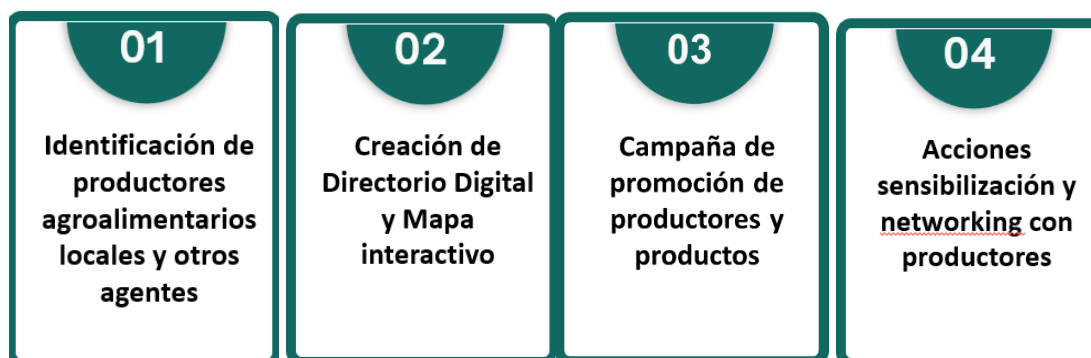 01
Identificación de
productores
agroalimentarios
locales y otros
agentes
02
Creación de
Directorio Digital
y Mapa
interactivo
03
Campaña de
promoción de
productores y
productos
04
Acciones
sensibilización y
networking con
productores